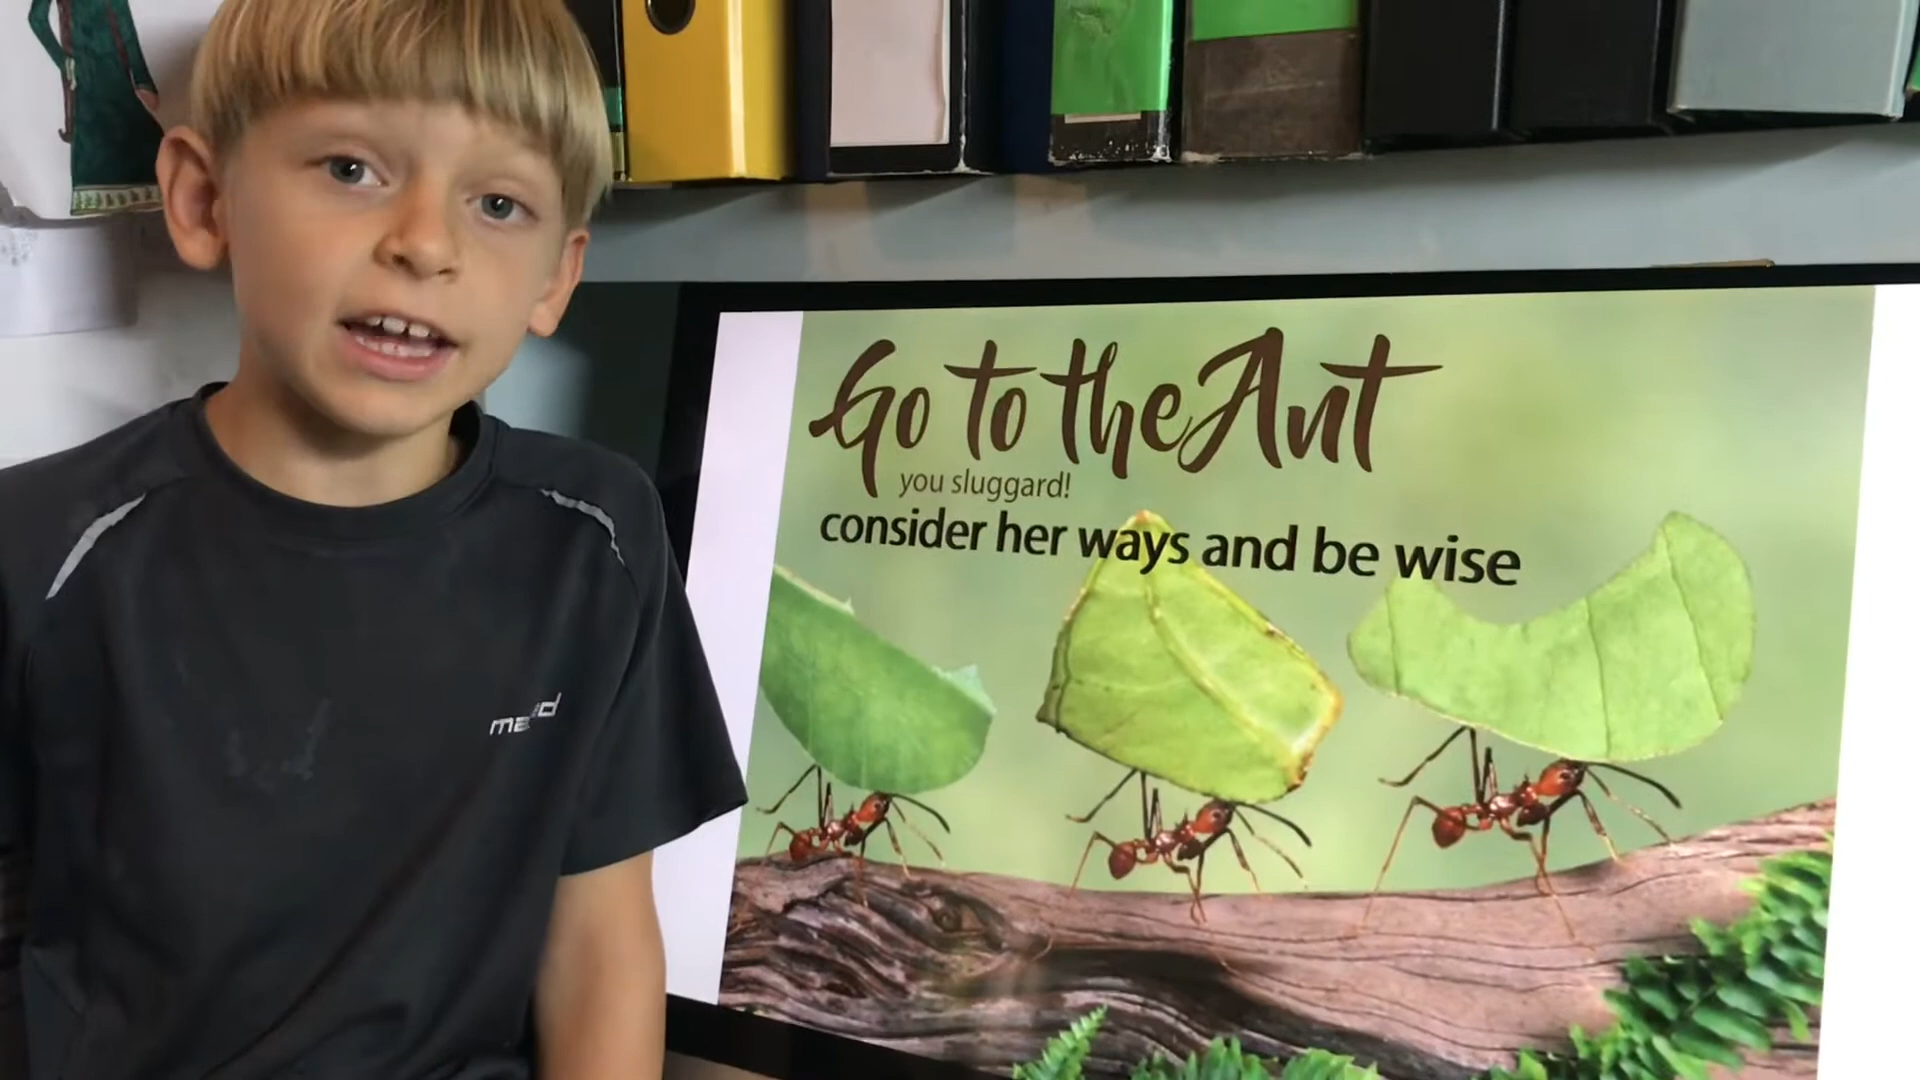 Go to the Ant
you sluggard!
consider her ways and be wise